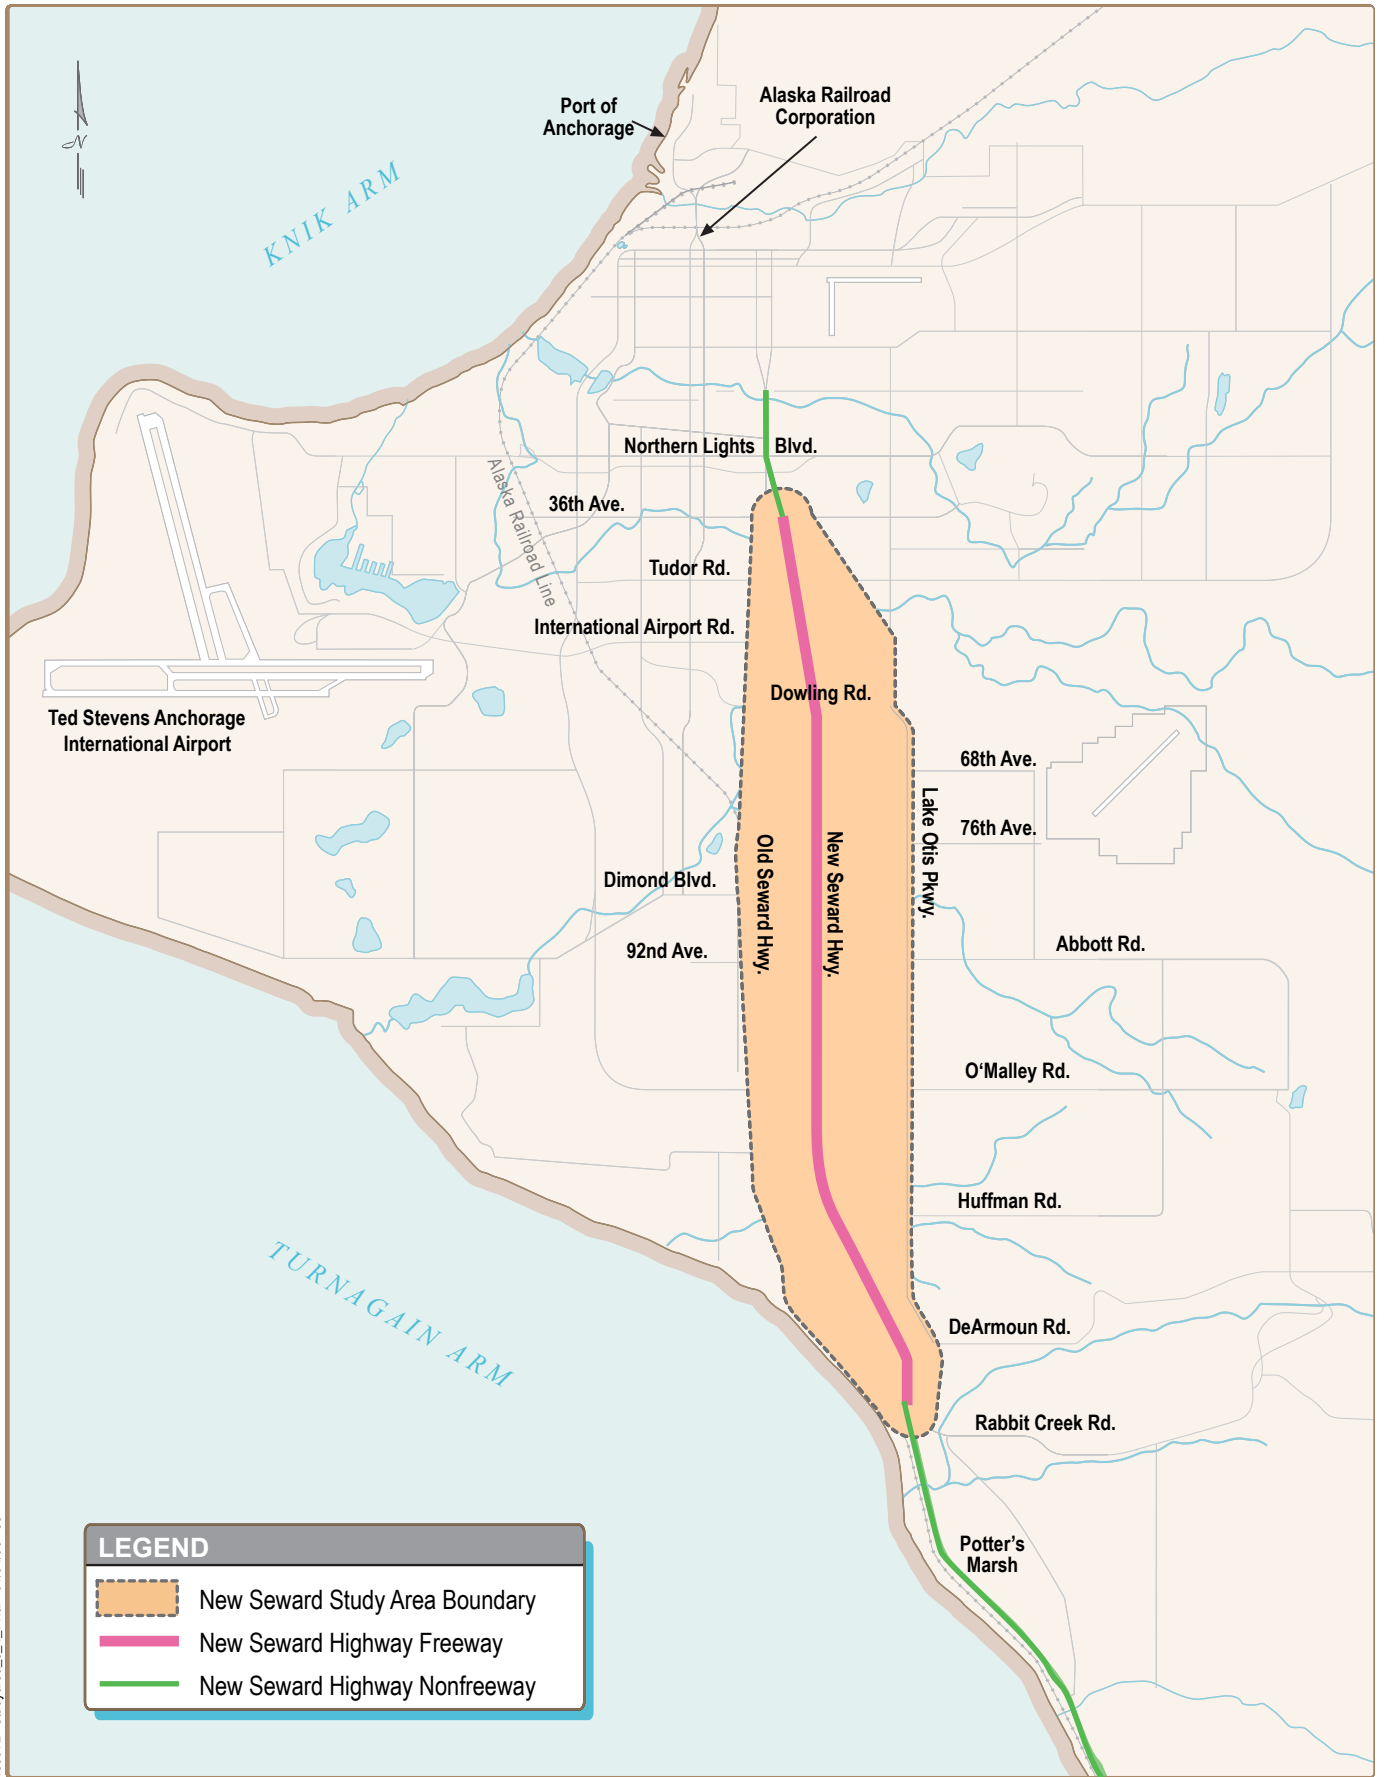 Port of
Anchorage
Alaska Railroad
Corporation
N
KNIK ARM
Northern Lights Blvd.
36th Ave.
Alaska Railroad Line
Tudor Rd.
International Airport Rd.
Dowling Rd.
Ted Stevens Anchorage
International Airport
68th Ave.
Lake Otis Pkwy.
76th Ave.
Old Seward Hwy.
New Seward Hwy.
Dimond Blvd.
92nd Ave.
Abbott Rd.
O'Malley Rd.
Huffman Rd.
TURNAGAIN ARM
DeArmoun Rd.
Rabbit Creek Rd.
Potter's
Marsh
LEGEND
New Seward Study Area Boundary
New Seward Highway Freeway
New Seward Highway Nonfreeway